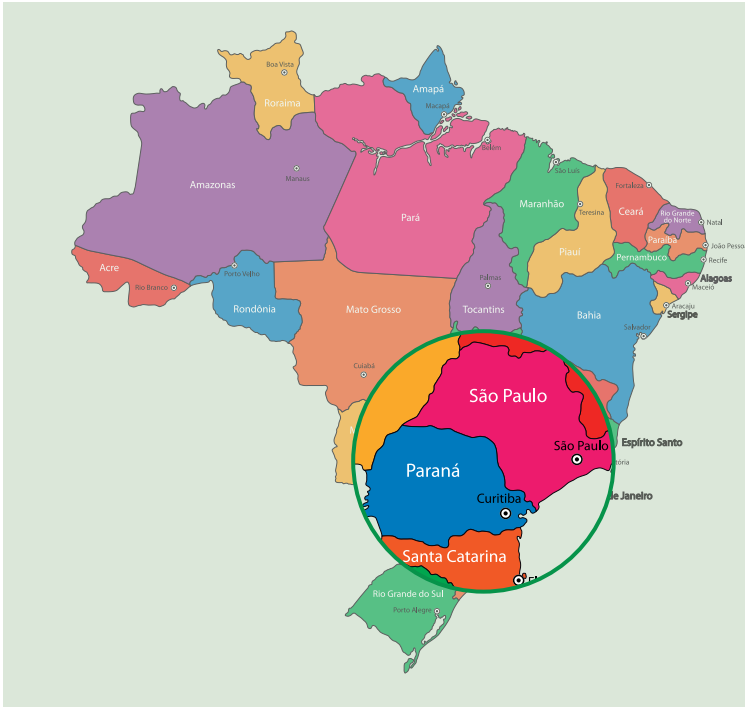 Boa Vista
Roraima
Amapá
Macapá
Belém
Amazonas
Manaus
Pará
São Luís
Maranhão
Teresina
Piauí
Fortaleza
Ceará
Rio Grande
do Norte
Natal
Paraíba
João Pesso
Pernambuco
Recife
Alagoas
Maceió
Aracaju
Sergipe
Acre
Rio Branco
Porto Velho
Rondônia
Mato Grosso
Cuiabá
Palmas
Tocantins
Bahia
Salvador
São Paulo
São Paulo
Espírito Santo
tória
de Janeiro
Paraná
Curitiba
Santa Catarina
Rio Grande do Sul
Porto Alegre